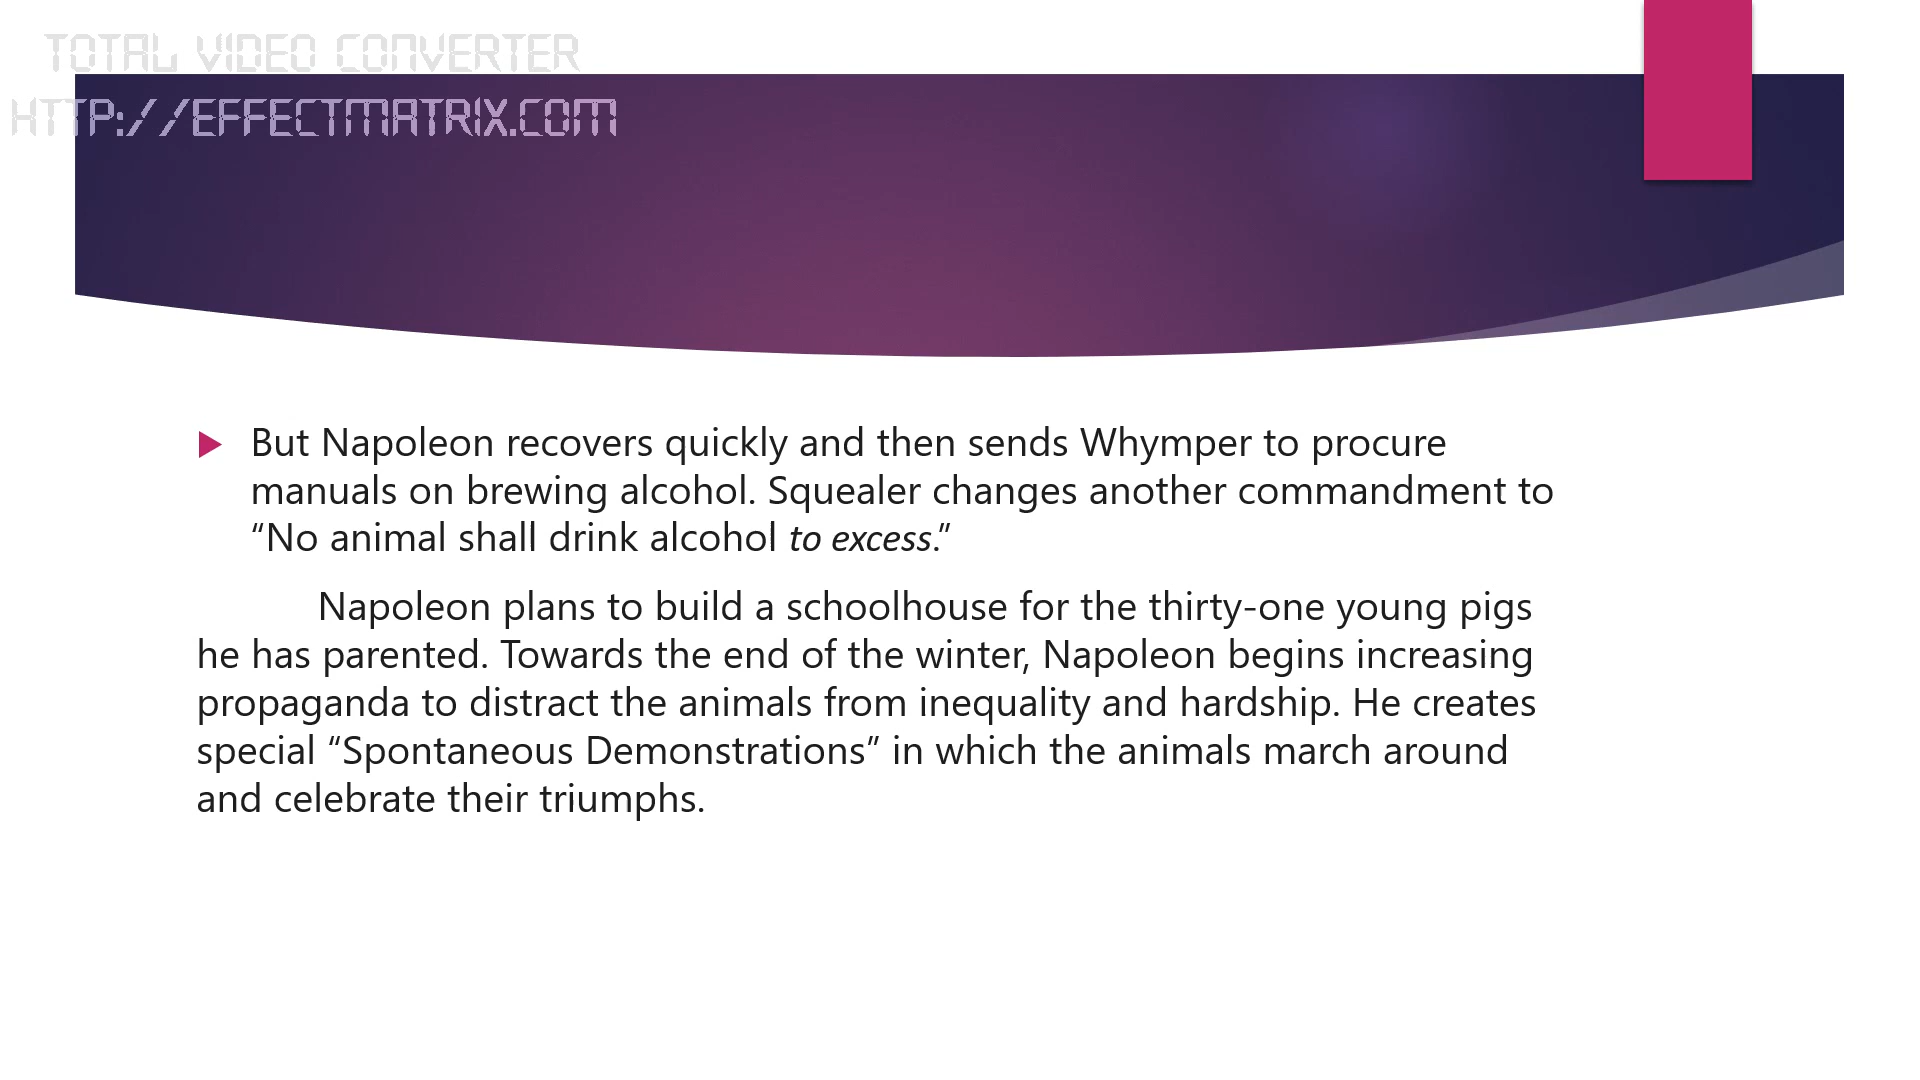 TOTAL VIDEO CONVERTER
HTTP://EFFECTMATRIX.COM
But Napoleon recovers quickly and then sends Whymper to procure
manuals on brewing alcohol. Squealer changes another commandment to
“No animal shall drink alcohol to excess.”
Napoleon plans to build a schoolhouse for the thirty-one young pigs
he has parented. Towards the end of the winter, Napoleon begins increasing
propaganda to distract the animals from inequality and hardship. He creates
special “Spontaneous Demonstrations” in which the animals march around
and celebrate their triumphs.